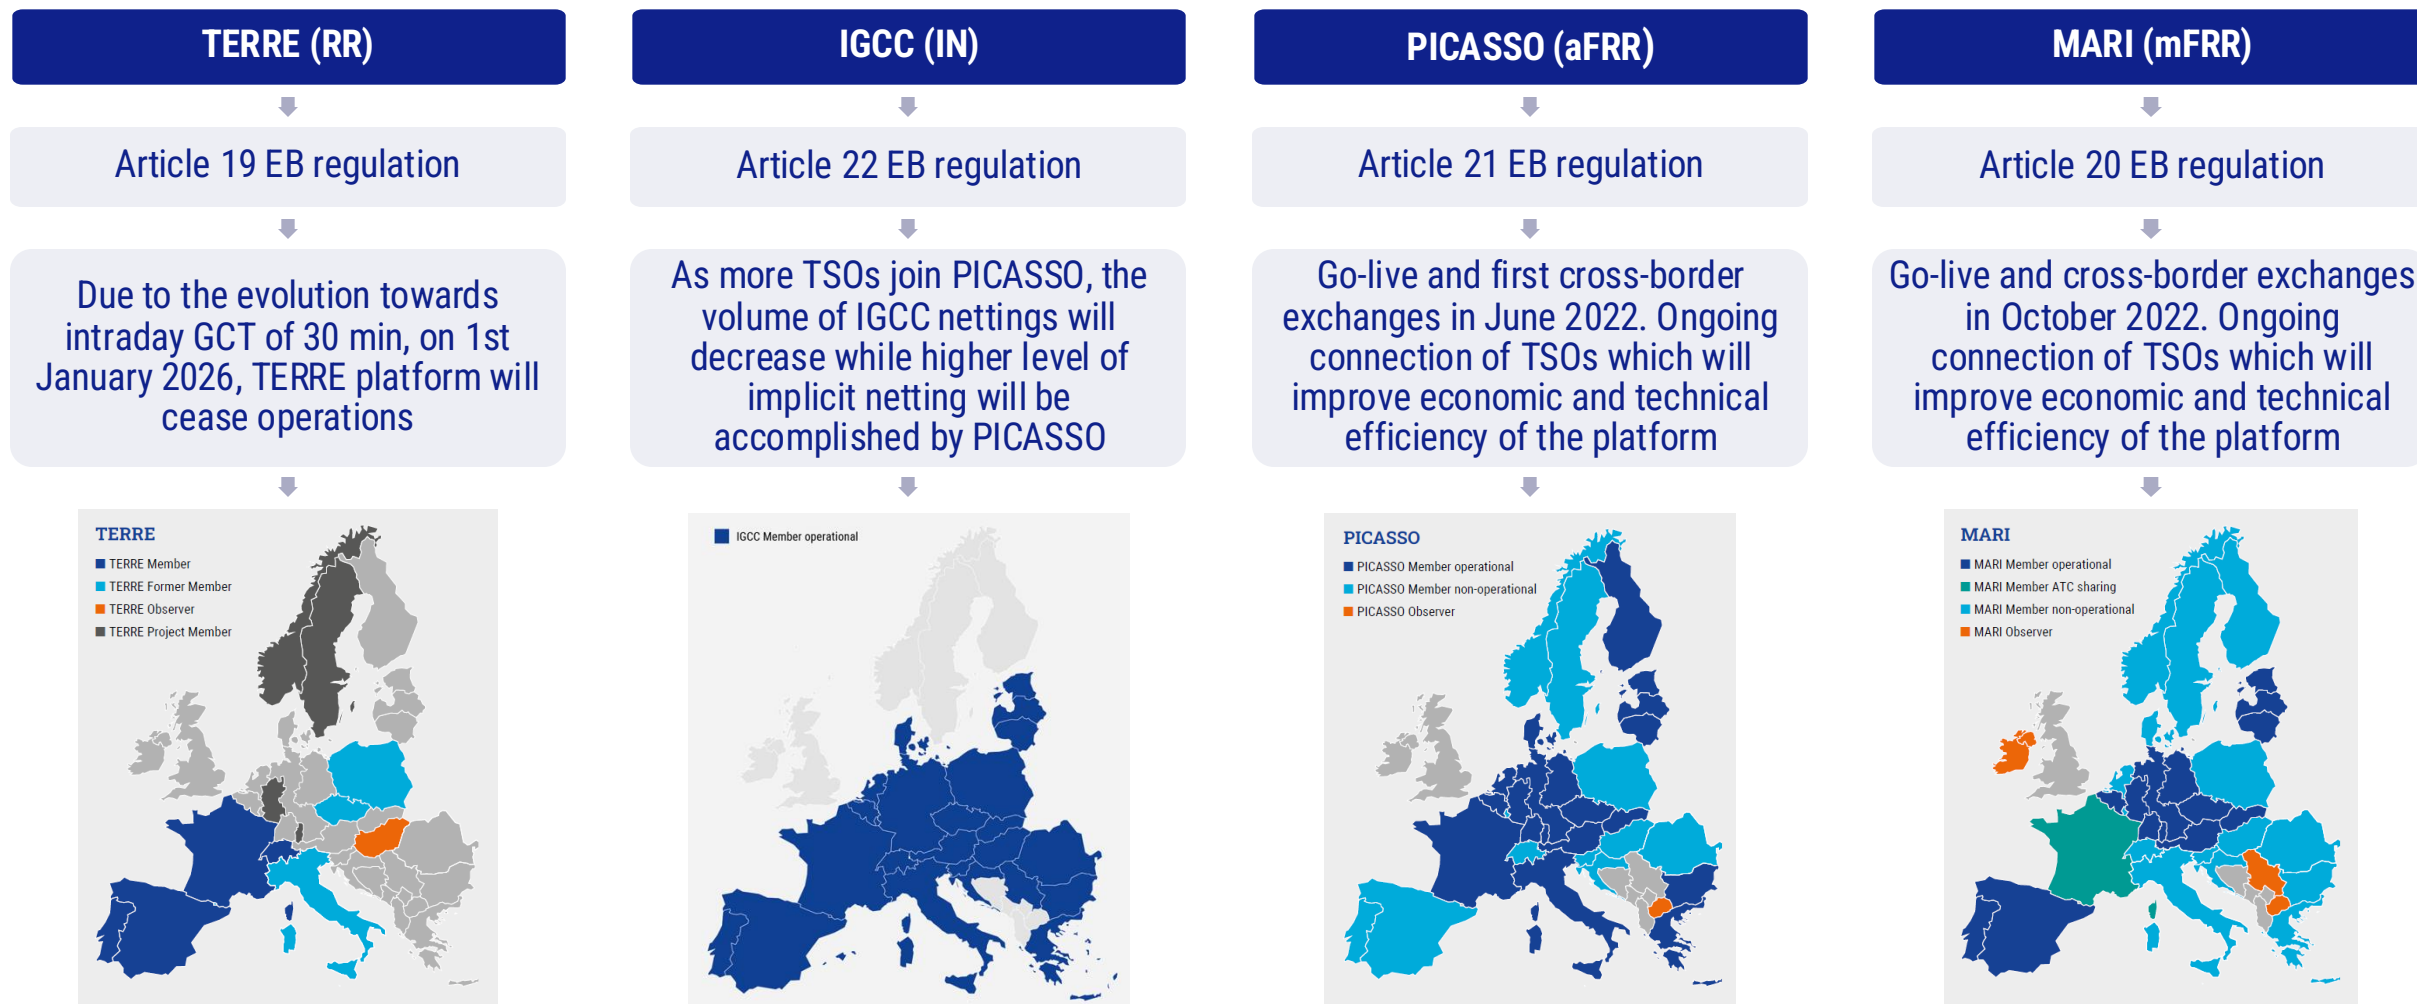 TERRE (RR)
Article 19 EB regulation
Due to the evolution towards
intraday GCT of 30 min, on 1st
January 2026, TERRE platform will
cease operations
TERRE
TERRE Member
TERRE Former Member
TERRE Observer
TERRE Project Member
IGCC (IN)
Article 22 EB regulation
As more TSOs join PICASSO, the
volume of IGCC nettings will
decrease while higher level of
implicit netting will be
accomplished by PICASSO
IGCC Member operational
PICASSO (aFRR)
Article 21 EB regulation
Go-live and first cross-border
exchanges in June 2022. Ongoing
connection of TSOs which will
improve economic and technical
efficiency of the platform
PICASSO
PICASSO Member operational
PICASSO Member non-operational
PICASSO Observer
MARI (mFRR)
Article 20 EB regulation
Go-live and cross-border exchanges
in October 2022. Ongoing
connection of TSOs which will
improve economic and technical
efficiency of the platform
MARI
MARI Member operational
MARI Member ATC sharing
MARI Member non-operational
MARI Observer